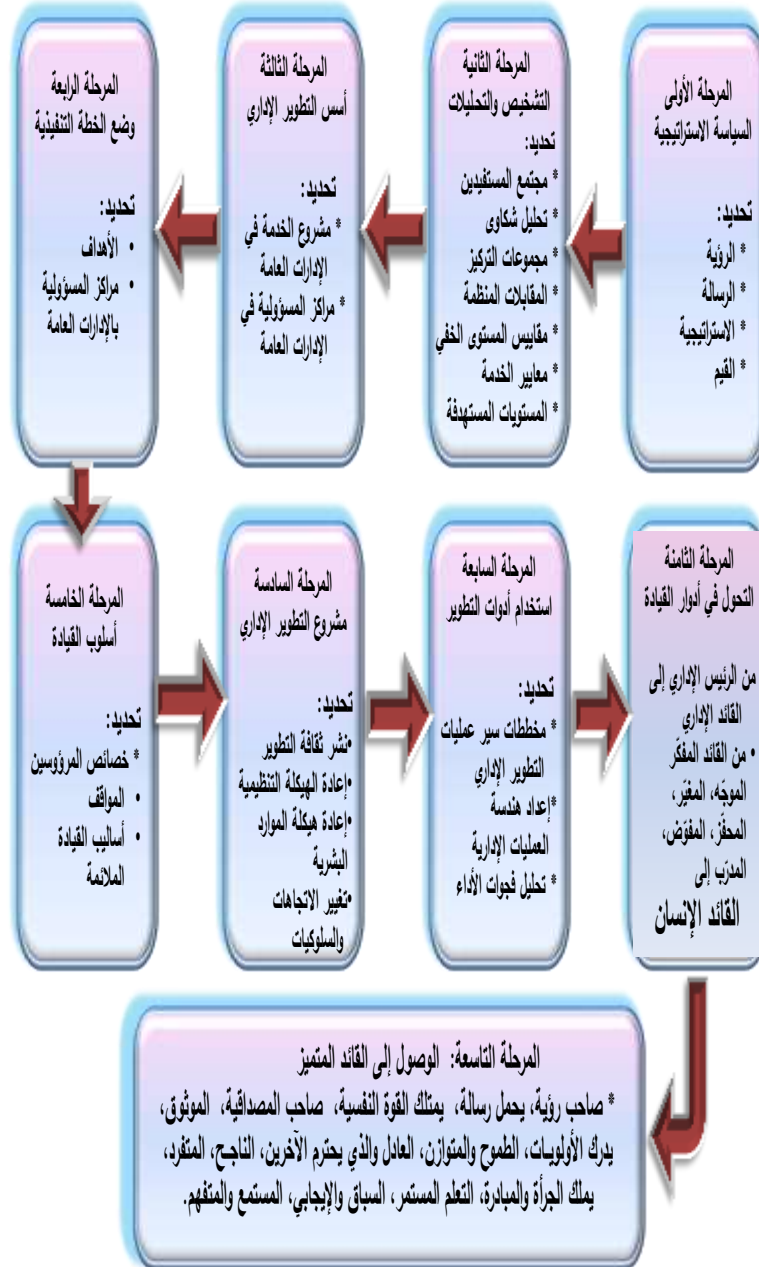 المرحلة الأولى
السياسة الاستراتيجية
تحديد:
* الرؤية
* الرسالة
* الاستراتيجية
* القيم
المرحلة الثانية
التشخيص والتحليلات
تحديد:
* مجتمع المستفيدين
* تحليل شكاوى
* مجموعات التركيز
* المقابلات المنظمة
* مقاييس المستوى الخفي
* معايير الخدمة
* المستويات المستهدفة
المرحلة الثالثة
أسس التطوير الإداري
تحديد:
* مشروع الخدمة في
الإدارات العامة
* مراكز المسؤولية في
الإدارات العامة
المرحلة الرابعة
وضع الخطة التنفيذية
تحديد:
• الأهداف
• مراكز المسؤولية
بالإدارات العامة
المرحلة الخامسة
أسلوب القيادة
تحديد:
* خصائص المرؤوسين
• المواقف
• أساليب القيادة
الملائمة
المرحلة السادسة
مشروع التطوير الإداري
تحديد:
•نشر ثقافة التطوير
•إعادة الهيكلة التنظيمية
•إعادة هيكلة الموارد
البشرية
•تغيير الاتجاهات
والسلوكيات
المرحلة السابعة
استخدام أدوات التطوير
تحديد:
* مخططات سير عمليات
التطوير الإداري
*إعداد هندسة
العمليات الإدارية
* تحليل فجوات الأداء
المرحلة الثامنة
التحول في أدوار القيادة
من الرئيس الإداري إلى
القائد الإداري
• من القائد المفكّر
الموجّه، المغيّر،
المحفّز، المفوّض،
المدرّب إلى
القائد الإنسان
المرحلة التاسعة: الوصول إلى القائد المتميز
* صاحب رؤية، يحمل رسالة، يمتلك القوة النفسية، صاحب المصداقية، الموثوق،
يدرك الأولويات، الطموح والمتوازن، العادل والذي يحترم الآخرين، الناجح، المتفرد،
يملك الجرأة والمبادرة، التعلم المستمر، السباق والإيجابي، المستمع والمتفهم.